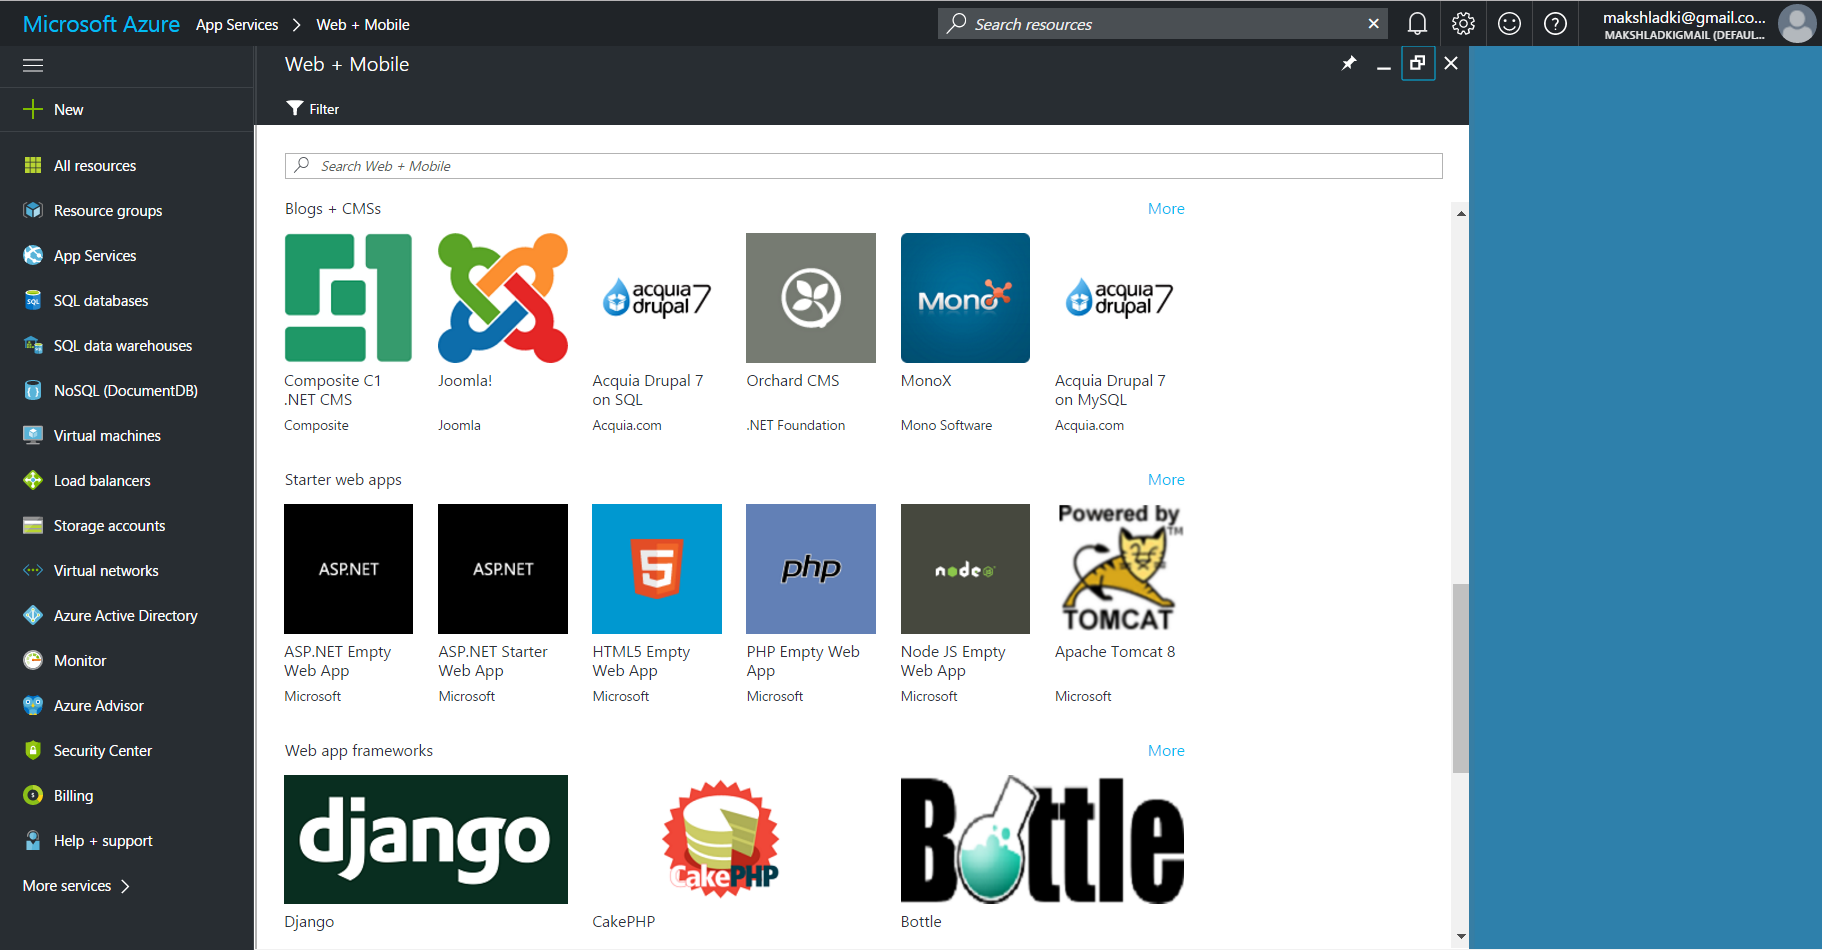 Microsoft Azure App Services > Web + Mobile
Search resources
makshladki@gmail.co...
MAKSHLADKIGMAIL (DEFAUL...
Web + Mobile
Filter
New
All resources
Resource groups
App Services
SQL databases
SQL data warehouses
NoSQL (DocumentDB)
Virtual machines
Load balancers
Storage accounts
Virtual networks
Azure Active Directory
Monitor
Azure Advisor
Security Center
Billing
Help + support
More services >
Search Web + Mobile
Blogs + CMSs More
acquia
drupal 7
Mono
acquia
drupal 7
Composite C1
.NET CMS
Composite
Joomla!
Joomla
Acquia Drupal 7
on SQL
Acquia.com
Orchard CMS
.NET Foundation
MonoX
Mono Software
Acquia Drupal 7
on MySQL
Acquia.com
Starter web apps More
ASP.NET
ASP.NET
5
php
node
Powered by
TM
TOMCAT
ASP.NET Empty
Web App
Microsoft
ASP.NET Starter
Web App
Microsoft
HTML5 Empty
Web App
Microsoft
PHP Empty Web
App
Microsoft
Node JS Empty
Web App
Microsoft
Apache Tomcat 8
Microsoft
Web app frameworks More
django
CakePHP
Bottle
Django
CakePHP
Bottle